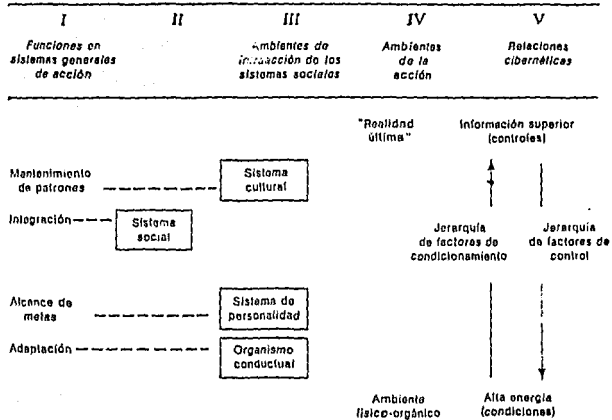 I II III IV V
Funciones en
sistemas generales
de acción
Ambientes de
interacción de los
sistemas sociales
Ambientes
de la
acción
Relaciones
cibernéticas
"Realidad
última"
Información superior
(controles)
Mantenimiento
de patrones
Sistema
cultural
Integración
Sistema
social
Jerarquía
de factores de
condicionamiento
Jerarquía
de factores de
control
Alcance de
metas
Sistema de
personalidad
Adaptación
Organismo
conductual
Ambiente
físico-orgánico
Alta energía
(condiciones)